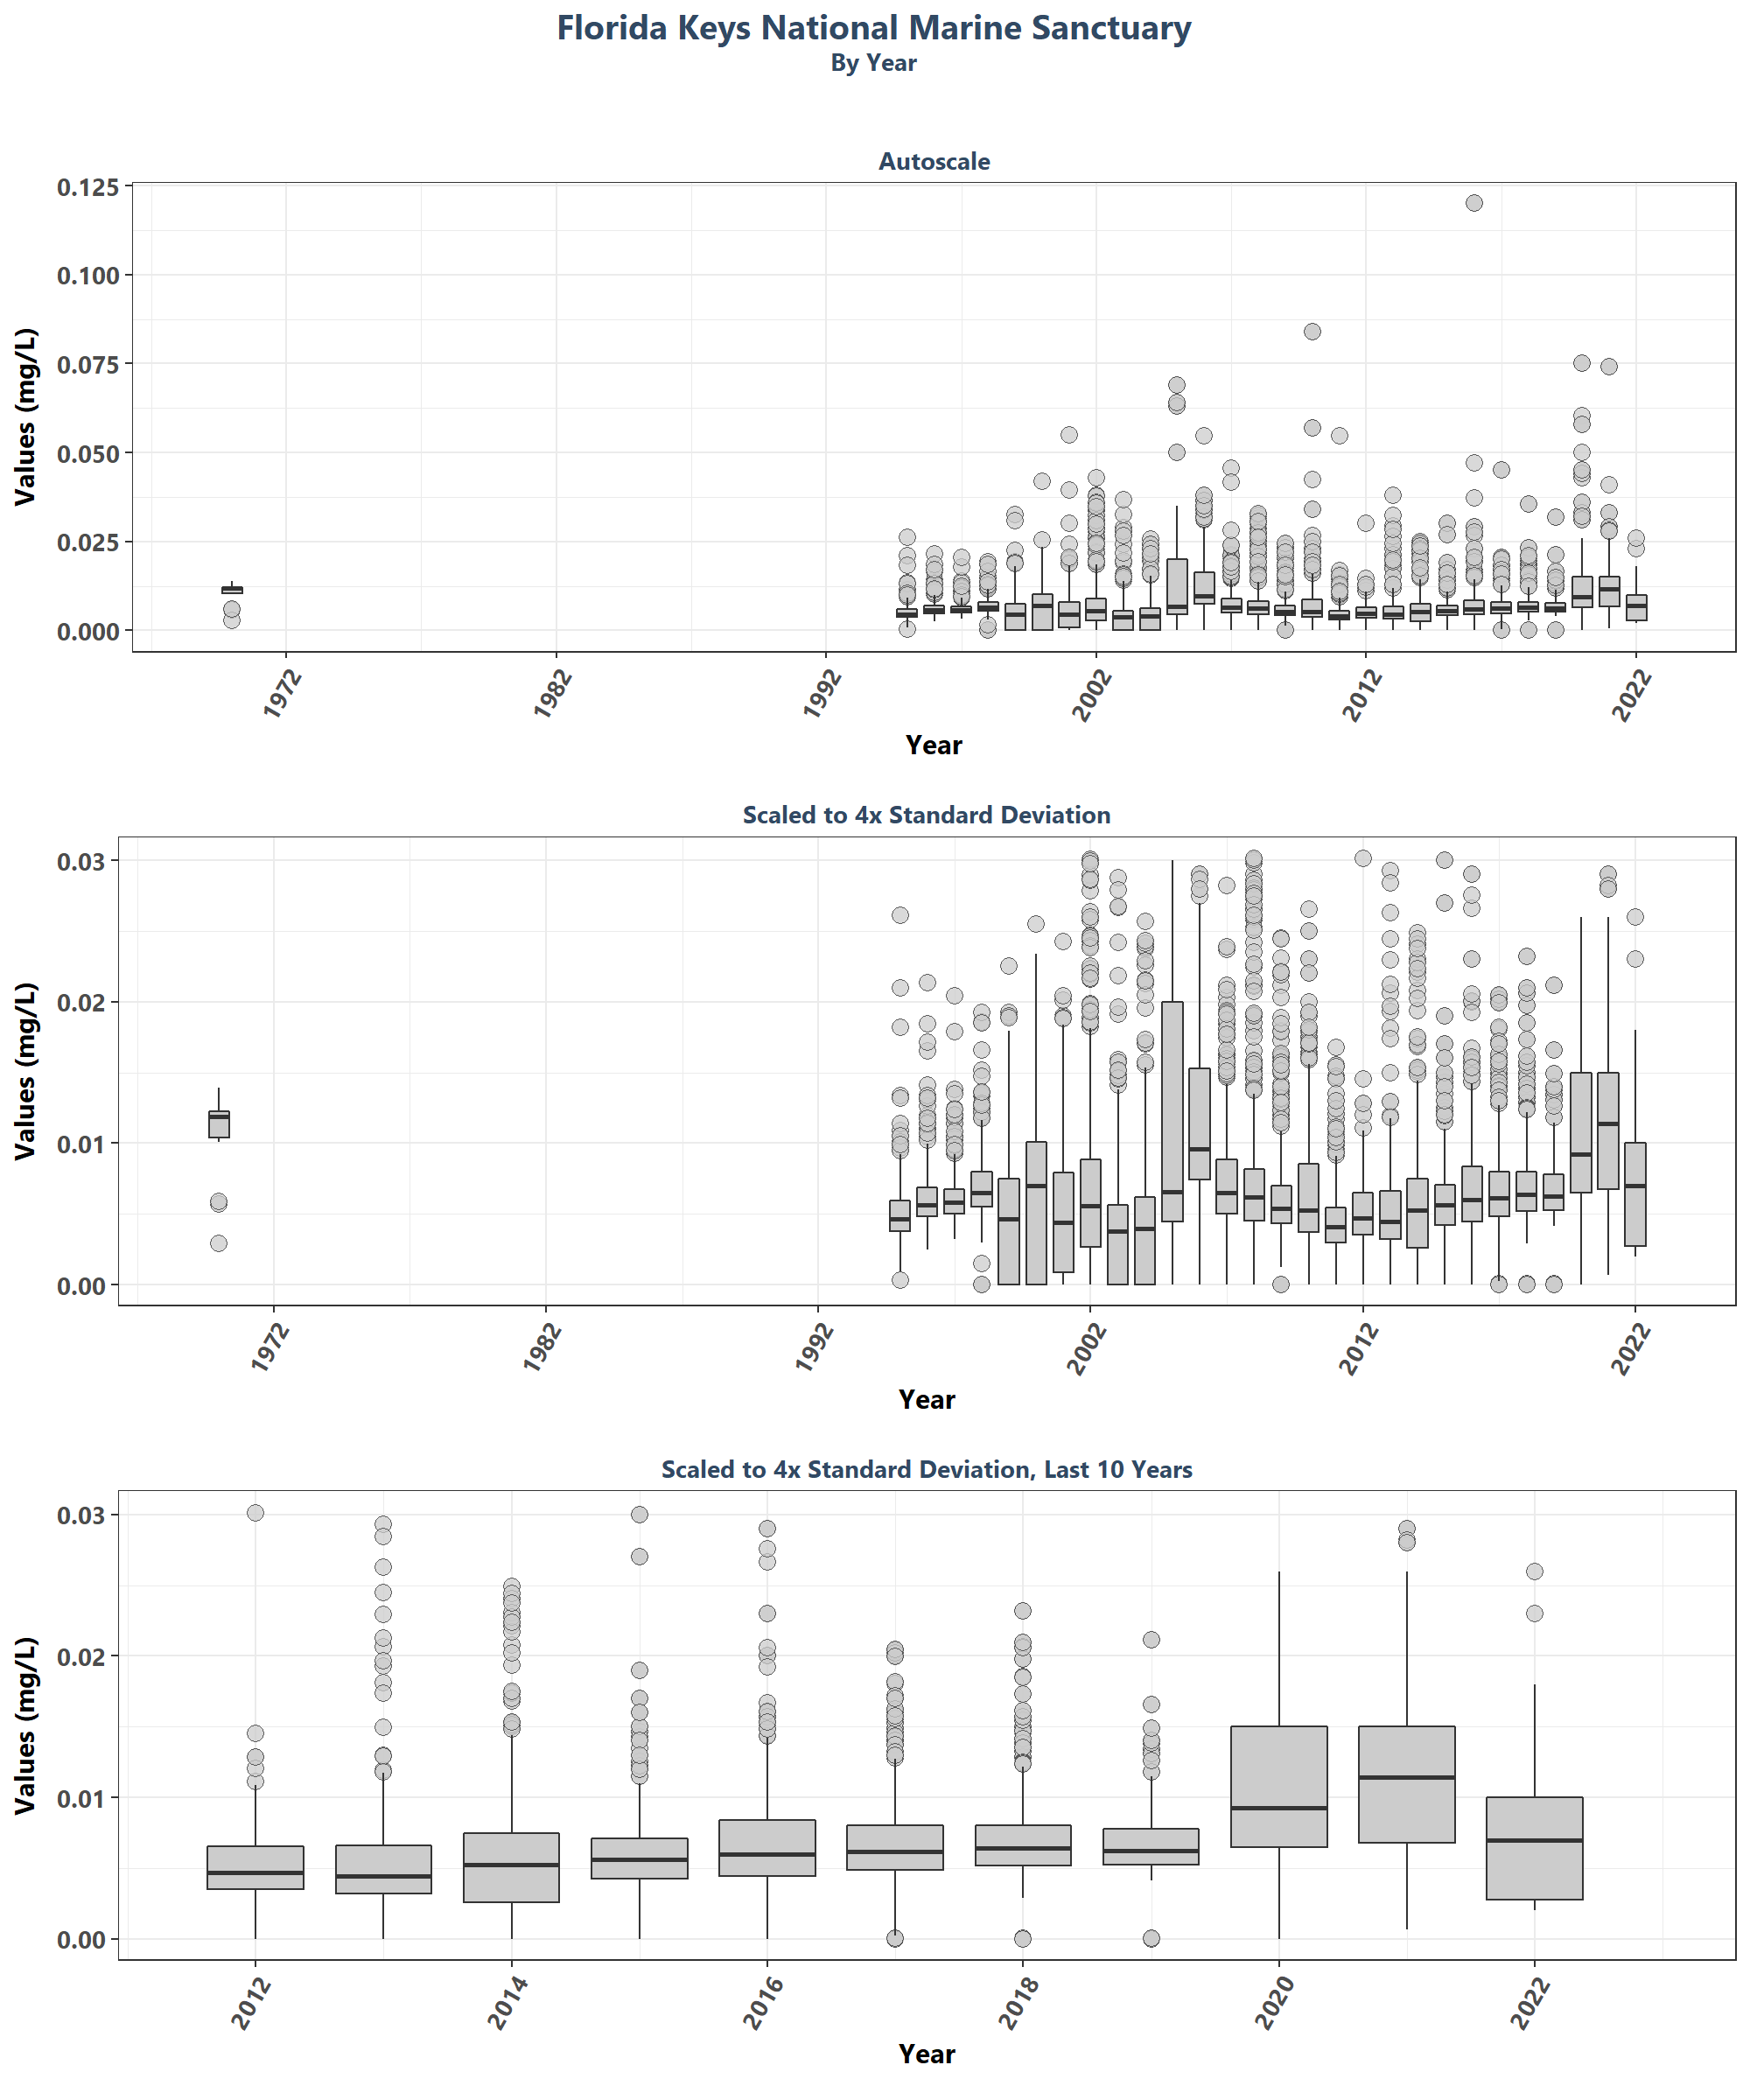 Florida Keys National Marine Sanctuary
By Year
Autoscale
Values (mg/L)
0.125
0.100
0.075
0.050
0.025
0.000
1972
1982
1992
2002
2012
2022
Year
Scaled to 4x Standard Deviation
Values (mg/L)
0.03
0.02
0.01
0.00
1972
1982
1992
2002
2012
2022
Year
Scaled to 4x Standard Deviation, Last 10 Years
Values (mg/L)
0.03
0.02
0.01
0.00
2012
2014
2016
2018
2020
2022
Year